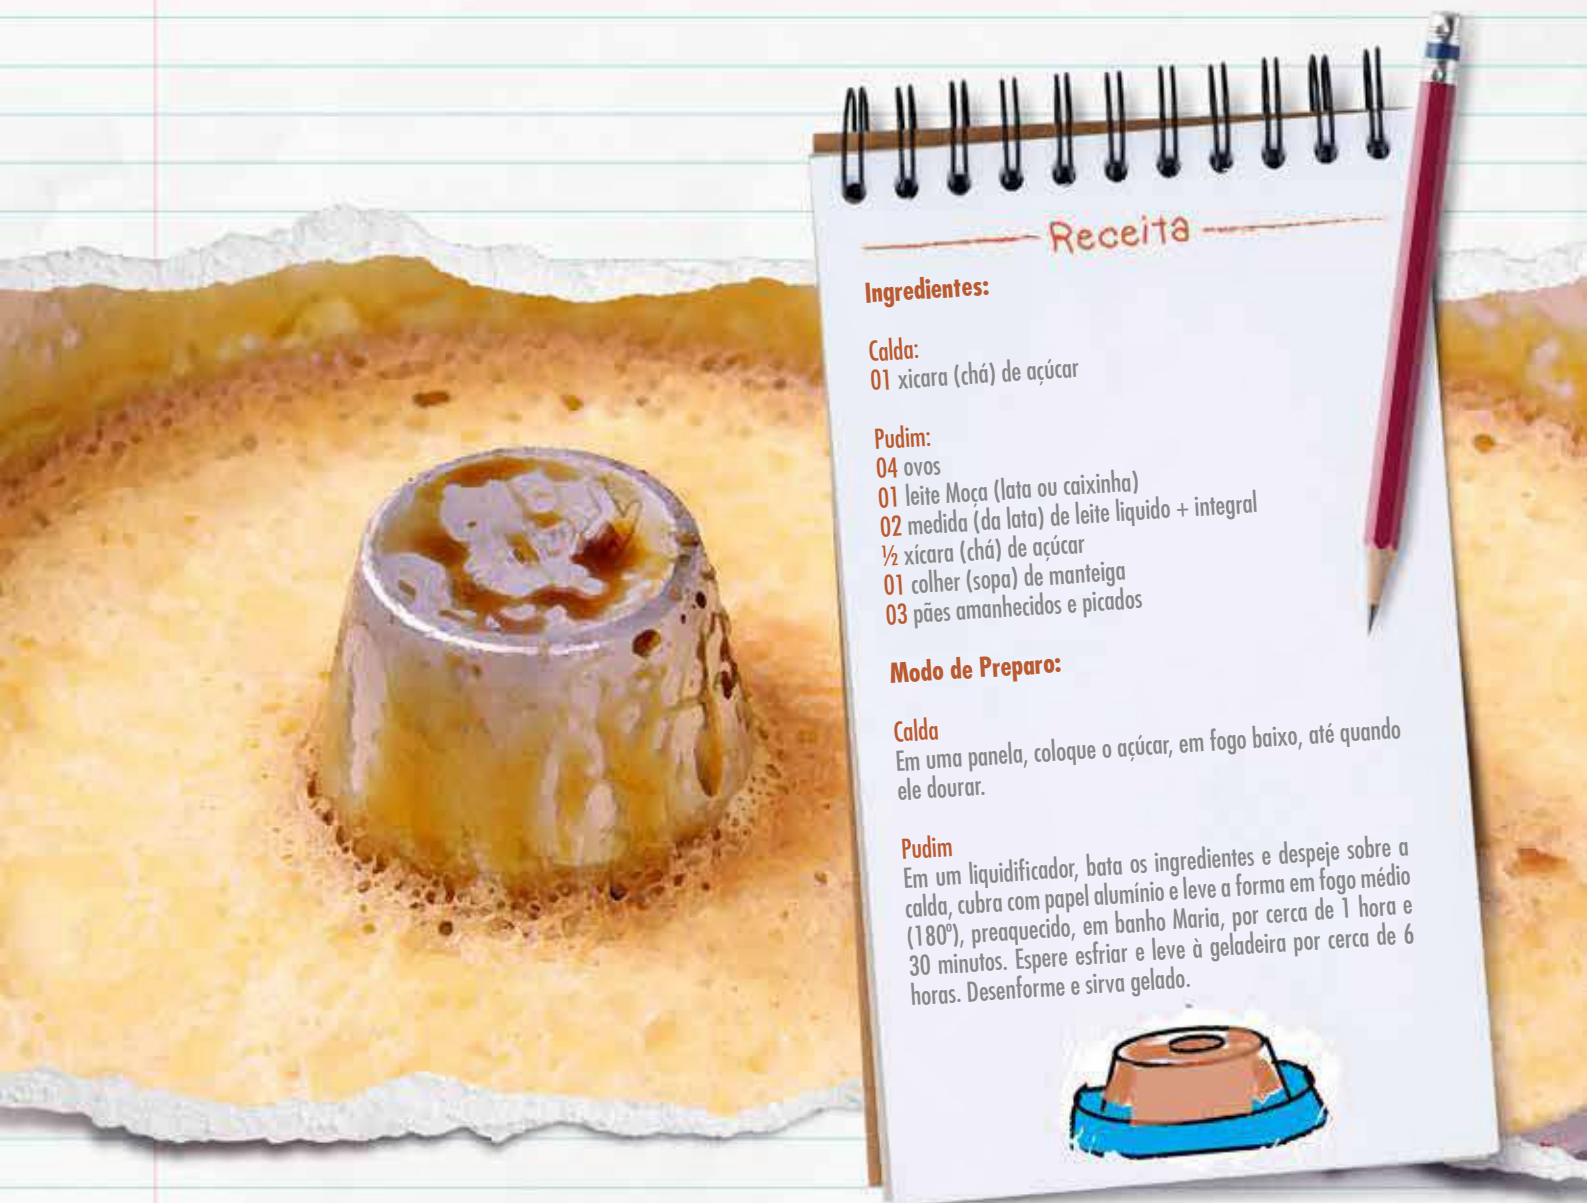 Receita
Ingredientes:
Calda:
01 xicara (chá) de açúcar
Pudim:
04 ovos
01 leite Moça (lata ou caixinha)
02 medida (da lata) de leite liquido + integral
½ xícara (chá) de açúcar
01 colher (sopa) de manteiga
03 pães amanhecidos e picados
Modo de Preparo:
Calda
Em uma panela, coloque o açúcar, em fogo baixo, até quando
ele dourar.
Pudim
Em um liquidificador, bata os ingredientes e despeje sobre a
calda, cubra com papel alumínio e leve a forma em fogo médio
(180º), preaquecido, em banho Maria, por cerca de 1 hora e
30 minutos. Espere esfriar e leve à geladeira por cerca de 6
horas. Desenforme e sirva gelado.